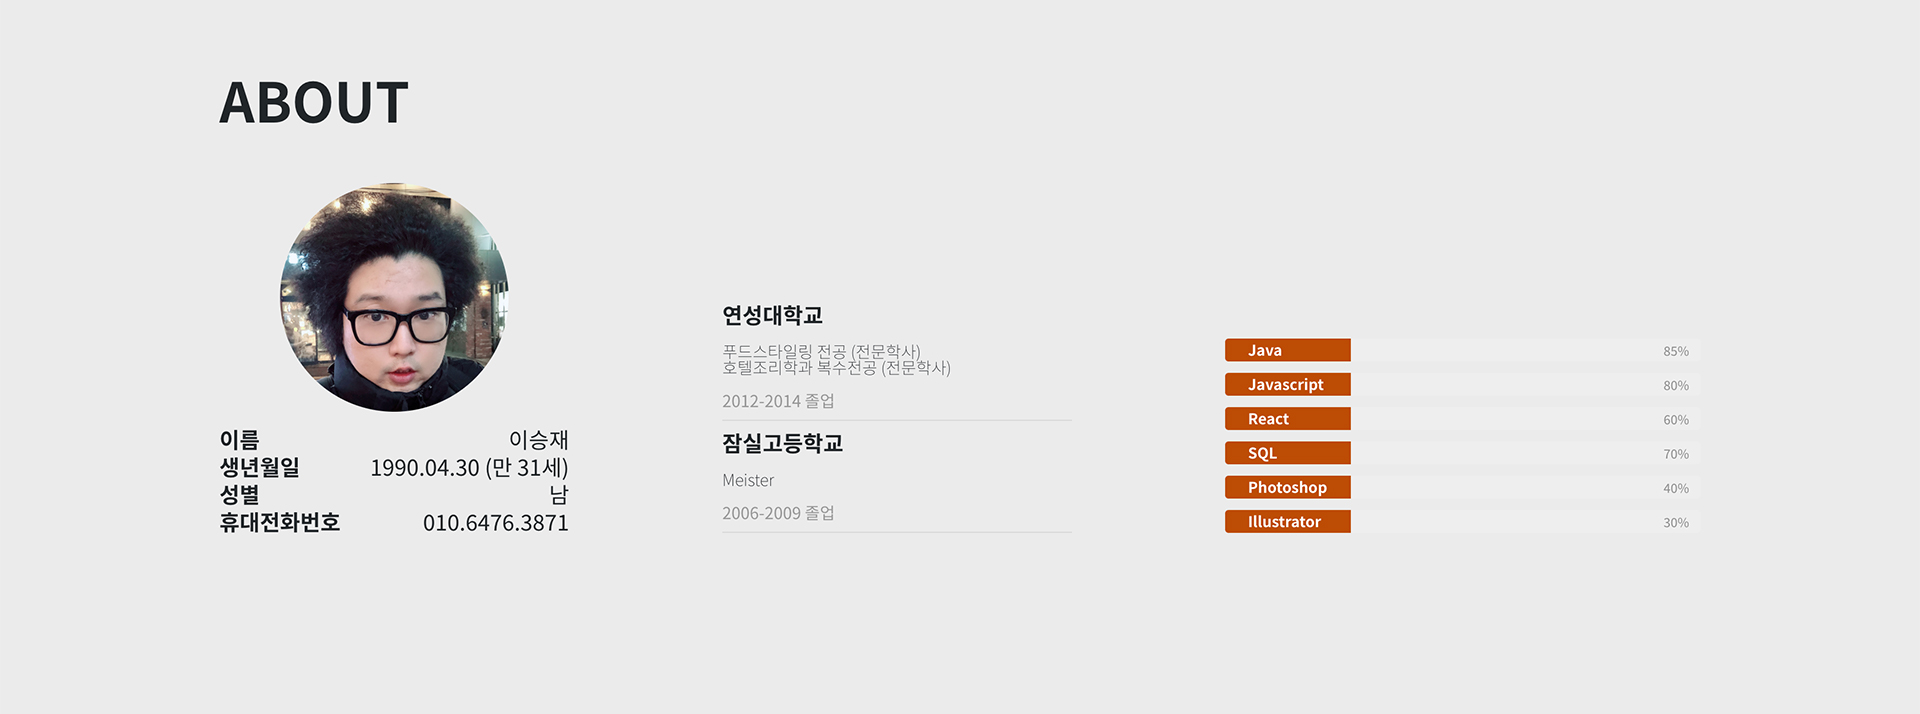 ABOUT
이름 이승재
생년월일 1990.04.30 (만 31세)
성별 남
휴대전화번호 010.6476.3871
연성대학교
푸드스타일링 전공 (전문학사)
호텔조리학과 복수전공 (전문학사)
2012-2014 졸업
잠실고등학교
Meister
2006-2009 졸업
Java 85%
Javascript 80%
React 60%
SQL 70%
Photoshop 40%
Illustrator 30%